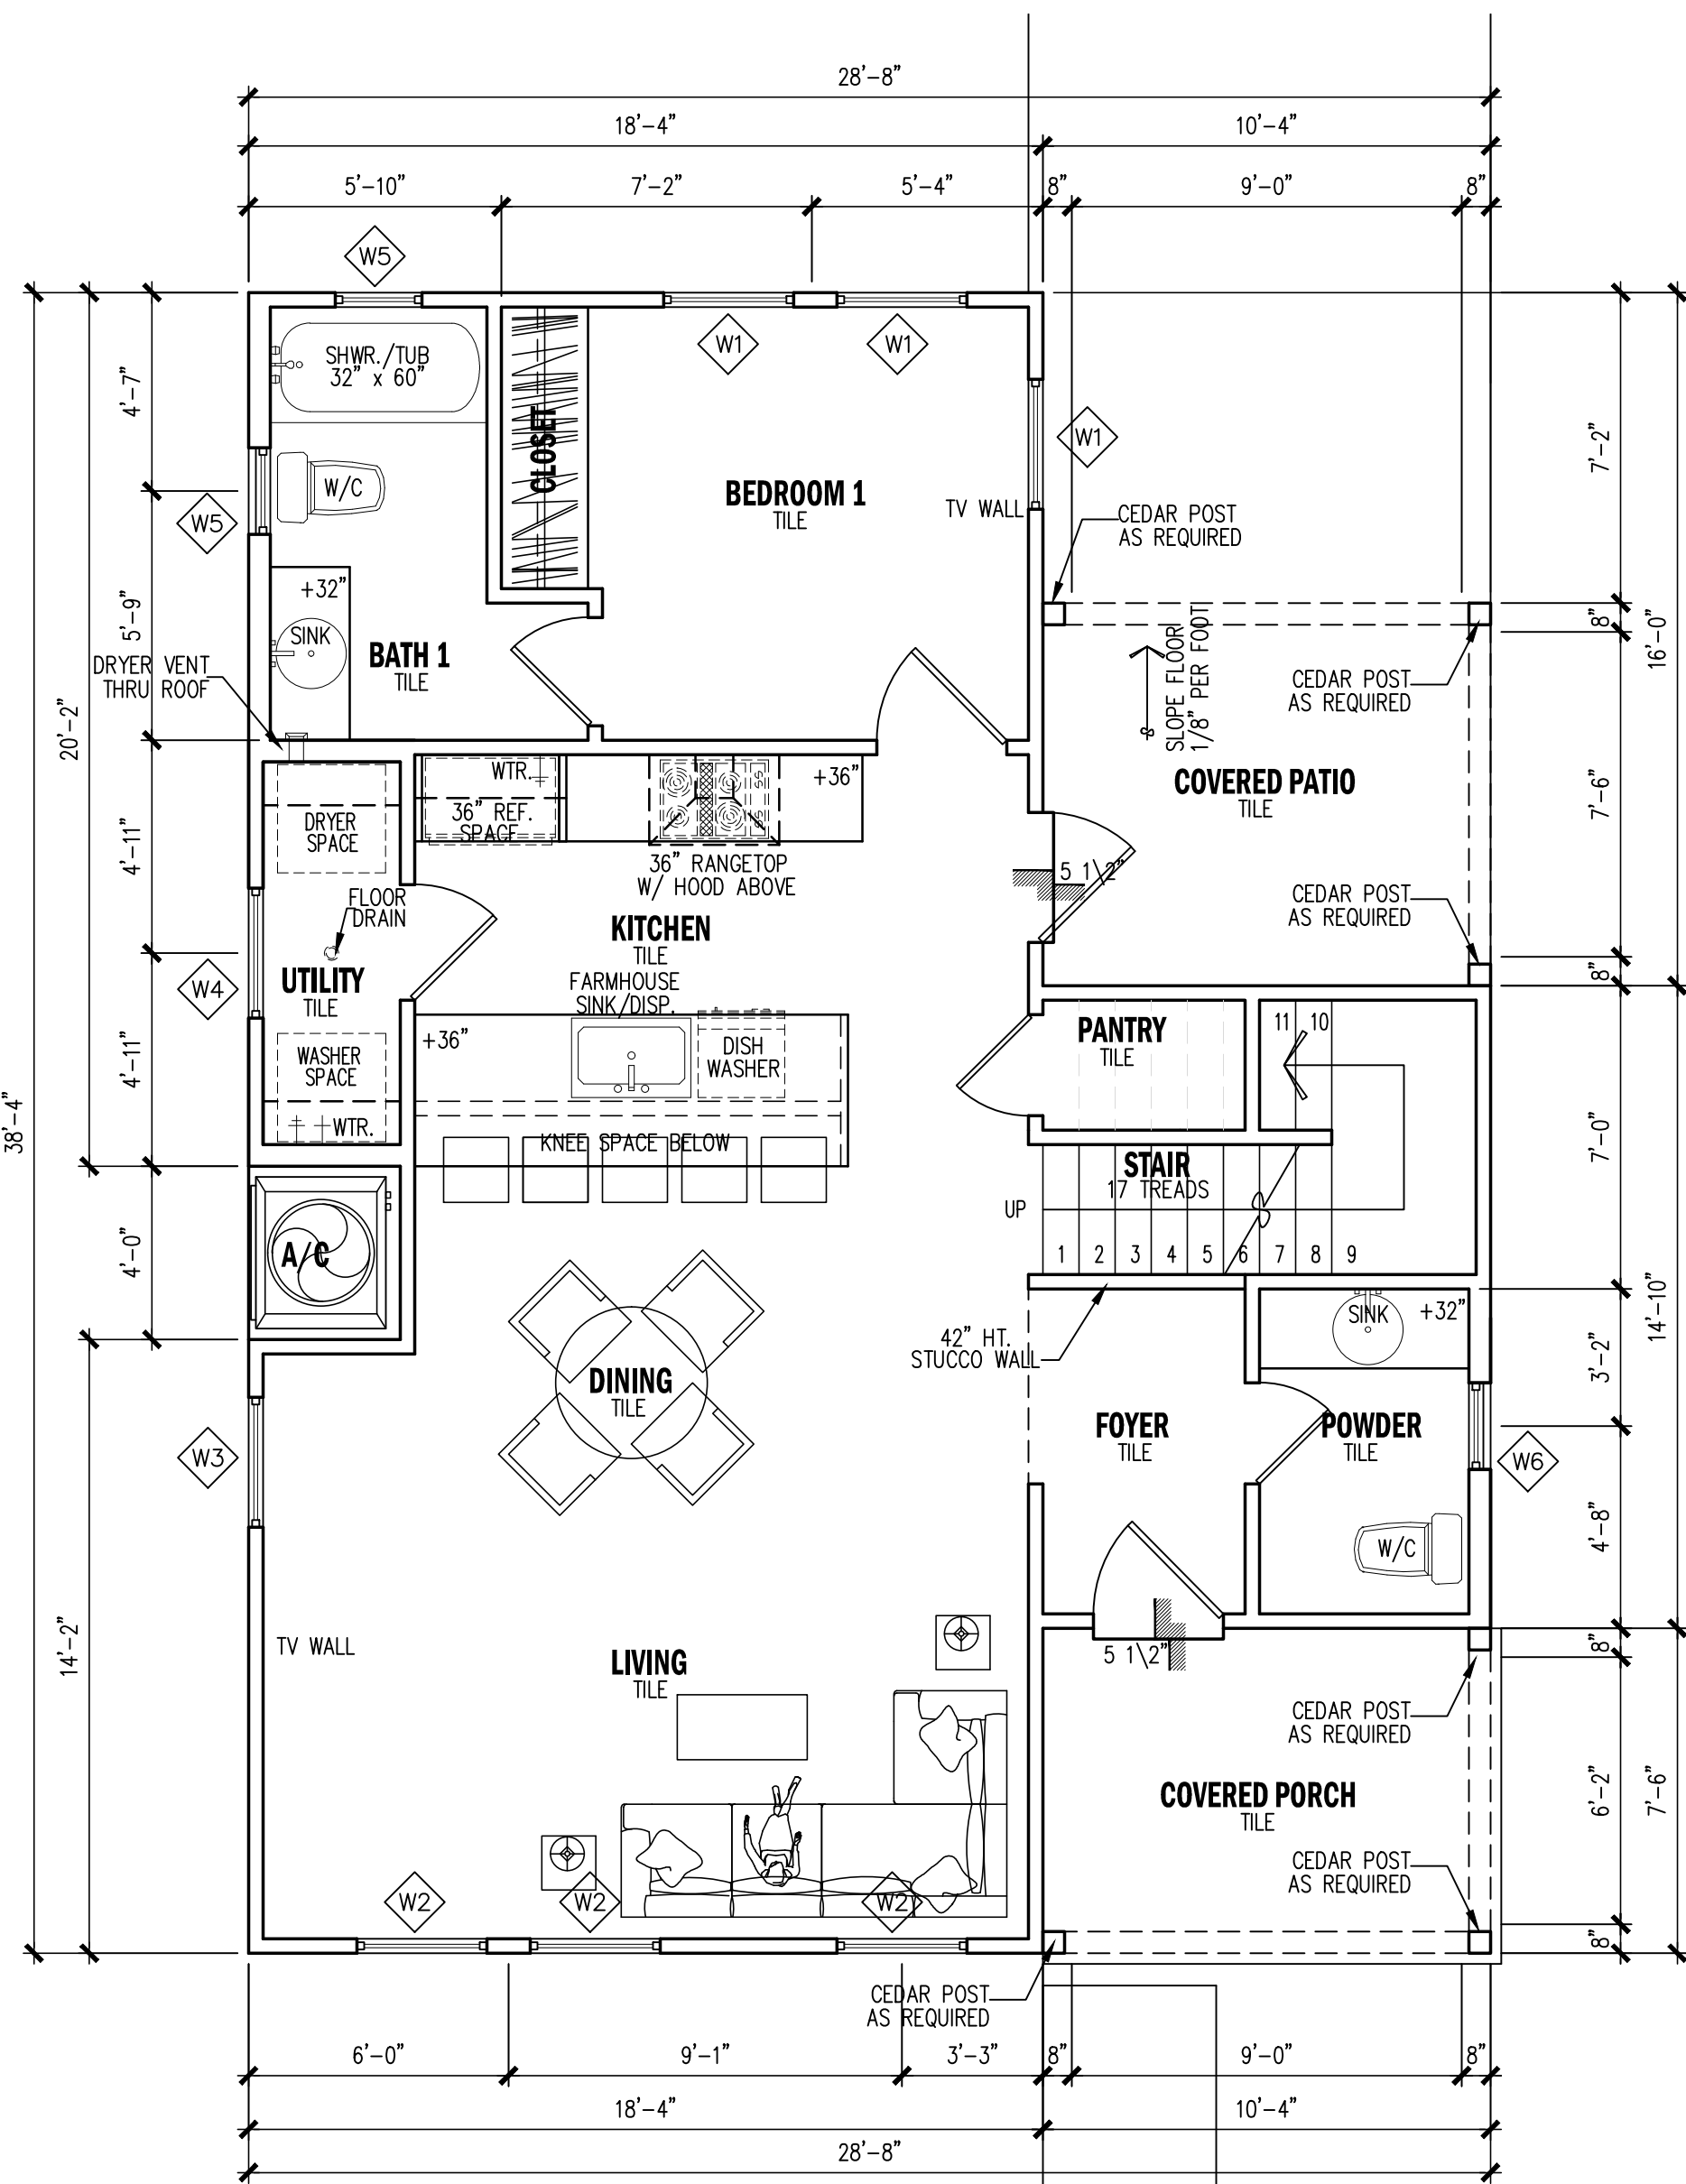 28'-8"
18'-4"
10'-4"
5'-10"
7'-2"
5'-4"
8"
9'-0"
8"
W5
SHWR./TUB
32" x 60"
W1
W1
4'-7"
CLOSET
W1
7'-2"
W/C
BEDROOM 1
TILE
TV WALL
W5
CEDAR POST
AS REQUIRED
+32"
SINK
5'-9"
BATH 1
TILE
DRYER VENT
THRU ROOF
SLOPE FLOOR
1/8" PER FOOT
CEDAR POST
AS REQUIRED
8"
16'-0"
20'-2"
WTR.
36" REF.
SPACE
+36"
COVERED PATIO
TILE
7'-6"
DRYER
SPACE
4'-11"
36" RANGETOP
W/ HOOD ABOVE
5 1\2"
FLOOR
DRAIN
KITCHEN
TILE
CEDAR POST
AS REQUIRED
UTILITY
TILE
W4
FARMHOUSE
SINK/DISP.
8"
WASHER
SPACE
4'-11"
+36"
DISH
WASHER
PANTRY
TILE
11
10
38'-4"
WTR.
KNEE SPACE BELOW
STAIR
17 TREADS
7'-0"
UP
1
2
3
4
5
6
7
8
9
A/C
4'-0"
SINK
+32"
14'-10"
42" HT.
STUCCO WALL
3'-2"
DINING
TILE
FOYER
TILE
POWDER
TILE
W3
W6
W/C
4'-8"
14'-2"
TV WALL
LIVING
TILE
5 1\2"
8"
CEDAR POST
AS REQUIRED
COVERED PORCH
TILE
6'-2"
7'-6"
CEDAR POST
AS REQUIRED
W2
W2
W2
8"
CEDAR POST
AS REQUIRED
6'-0"
9'-1"
3'-3"
8"
9'-0"
8"
18'-4"
10'-4"
28'-8"